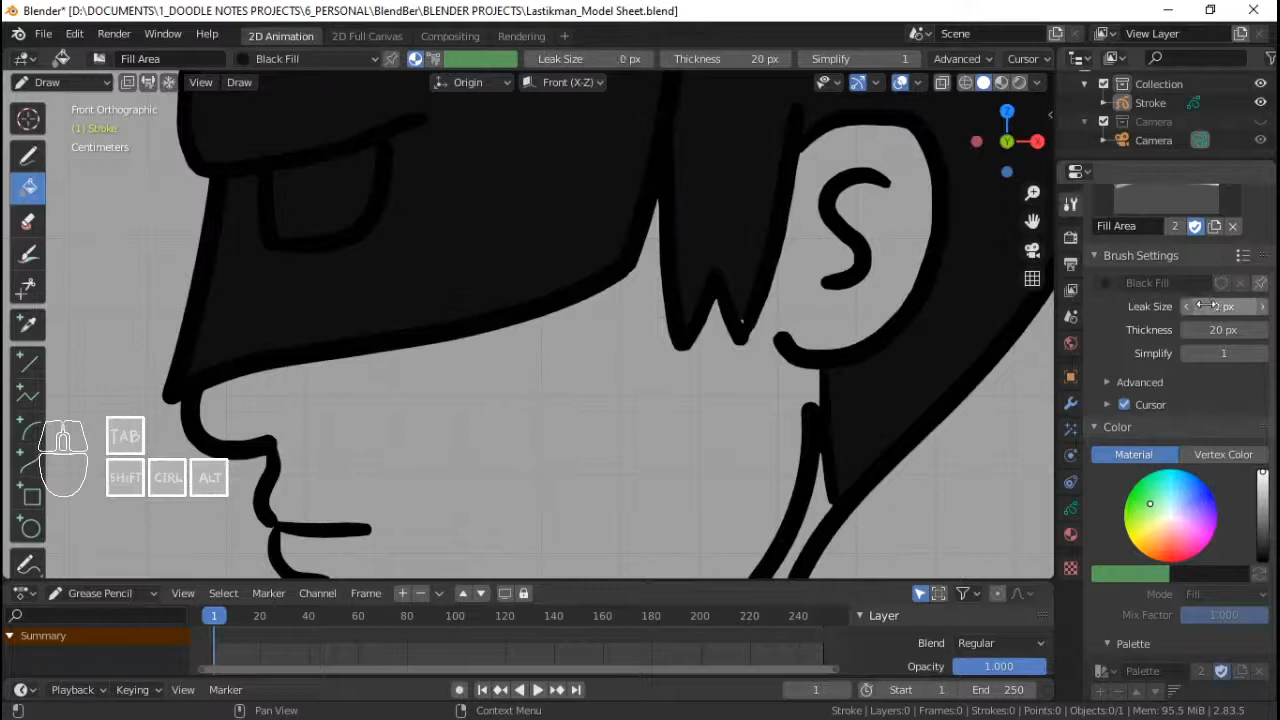 Blender* [D:\DOCUMENTS\1_DOODLE NOTES PROJECTS\6_PERSONAL\BlendBer\BLENDER PROJECTS\Lastikman_Model Sheet.blend]
File Edit Render Window Help 2D Animation 2D Full Canvas Compositing Rendering + Scene View Layer
Fill Area Black Fill Leak Size 0 px Thickness 20 px Simplify 1 Advanced Cursor
Draw View Draw Origin Front (X-Z)
Front Orthographic
(1) Stroke
Centimeters
Z
Y
X
Collection
Stroke
Camera
Camera
Fill Area 2
Brush Settings
Black Fill
Leak Size px
Thickness 20 px
Simplify 1
Advanced
Cursor
Color
Material Vertex Color
Mode Fill
Mix Factor 1.000
Palette
Palette 2
TAB
SHiFT CTRL ALT
Grease Pencil View Select Marker Channel Frame
1 20 40 60 80 100 120 140 160 180 200 220 240
Summary
Layer
Blend Regular
Opacity 1.000
Playback Keying View Marker 1 Start 1 End 250
Pan View Context Menu Stroke | Layers:0 | Frames:0 | Strokes:0 | Points:0 | Objects:0/1 | Mem: 95.5 MiB | 2.83.5